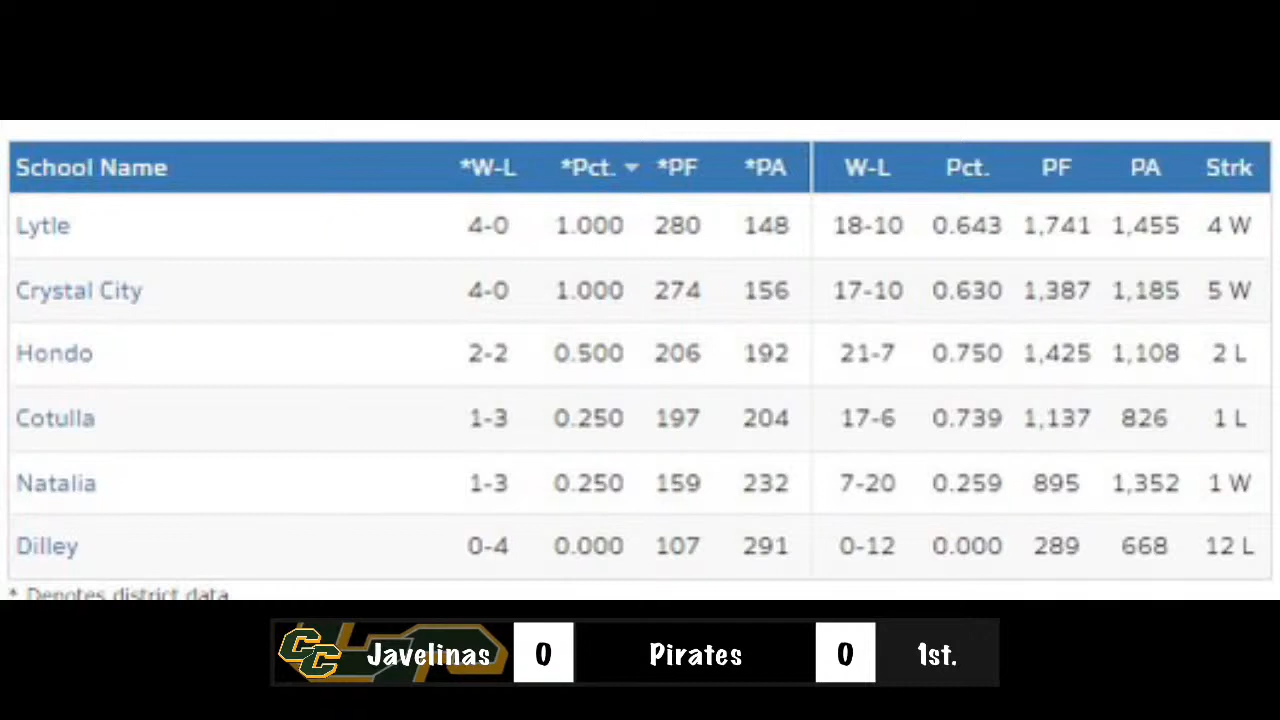 School Name *W-L *Pct. *PF *PA W-L Pct. PF PA Strk
Lytle 4-0 1.000 280 148 18-10 0.643 1,741 1,455 4 W
Crystal City 4-0 1.000 274 156 17-10 0.630 1,387 1,185 5 W
Hondo 2-2 0.500 206 192 21-7 0.750 1,425 1,108 2 L
Cotulla 1-3 0.250 197 204 17-6 0.739 1,137 826 1 L
Natalia 1-3 0.250 159 232 7-20 0.259 895 1,352 1 W
Dilley 0-4 0.000 107 291 0-12 0.000 289 668 12 L
* Denotes district data
CC Javelinas 0 Pirates 0 1st.